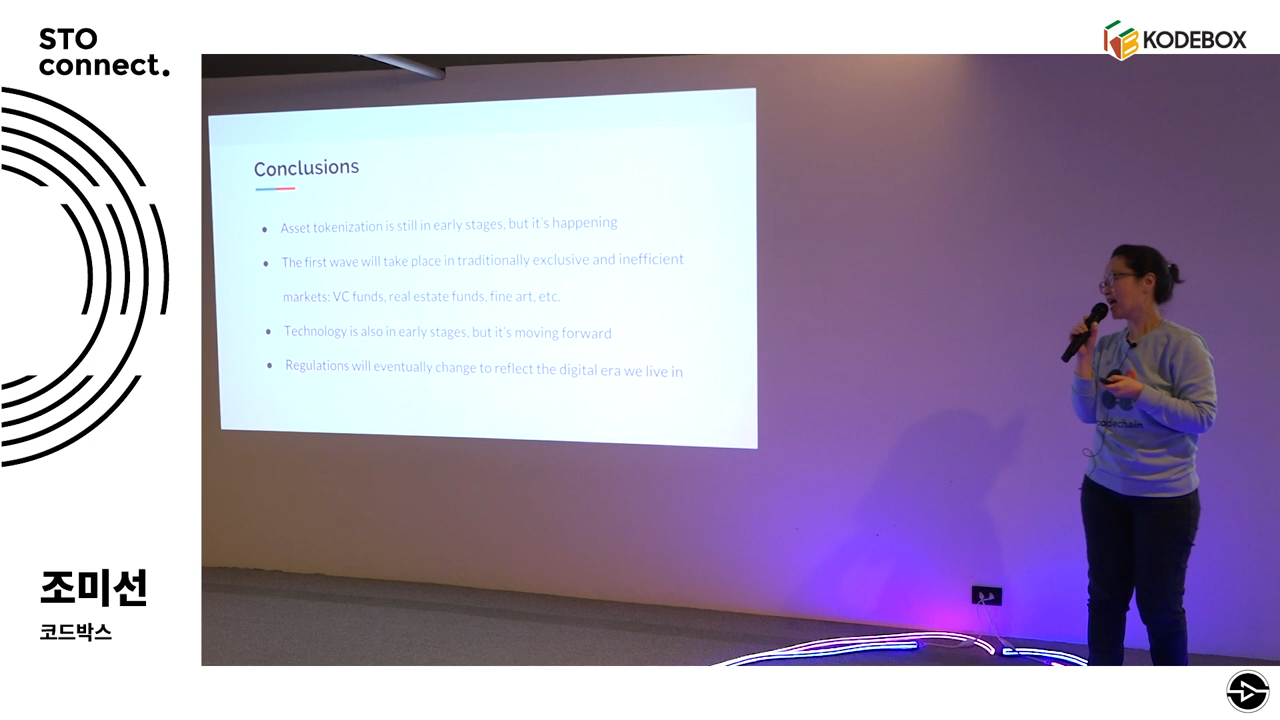 STO
connect.
KODEBOX
Conclusions
Asset tokenization is still in early stages, but it's happening
The first wave will take place in traditionally exclusive and inefficient
markets: VC funds, real estate funds, fine art, etc.
Technology is also in early stages, but it's moving forward
Regulations will eventually change to reflect the digital era we live in
codechain
조미선
코드박스